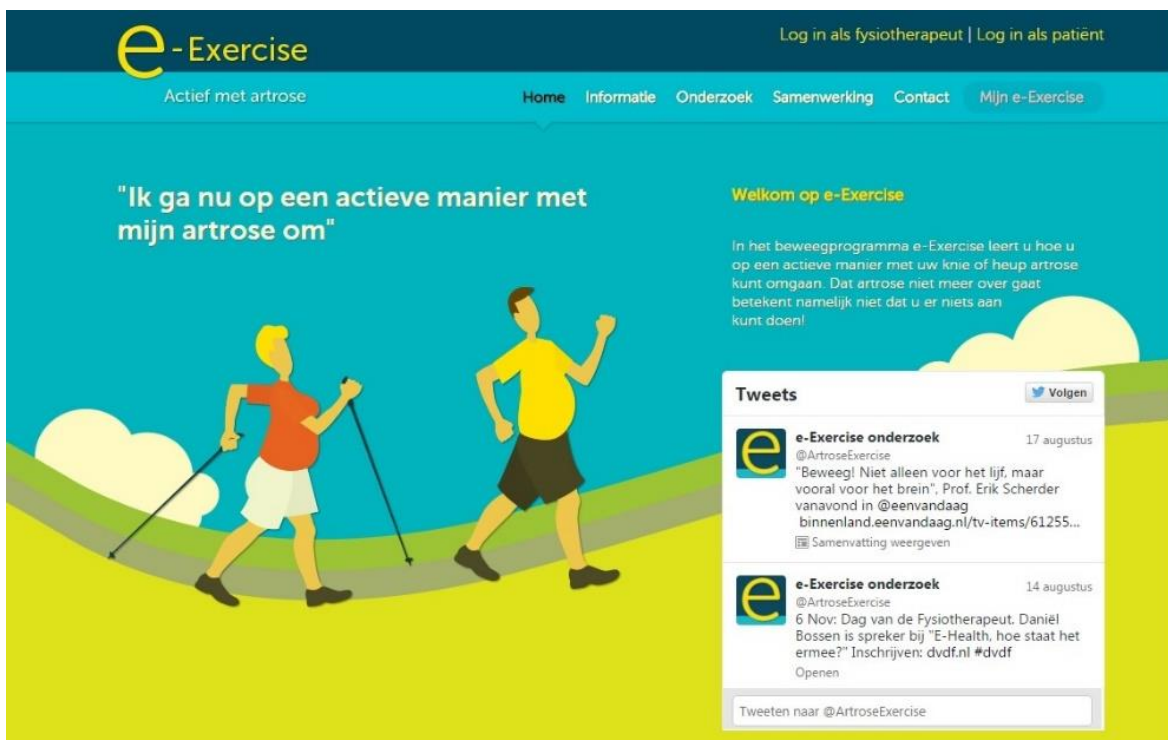 e-Exercise
Log in als fysiotherapeut | Log in als patiënt
Actief met artrose
Home Informatie Onderzoek Samenwerking Contact Mijn e-Exercise
"Ik ga nu op een actieve manier met
mijn artrose om"
Welkom op e-Exercise
In het beweegprogramma e-Exercise leert u hoe u
op een actieve manier met uw knie of heup artrose
kunt omgaan. Dat artrose niet meer over gaat
betekent namelijk niet dat u er niets aan
kunt doen!
Tweets
Volgen
e
e-Exercise onderzoek 17 augustus
@ArtroseExercise
"Beweeg! Niet alleen voor het lijf, maar
vooral voor het brein", Prof. Erik Scherder
vanavond in @eenvandaag
binnenland.eenvandaag.nl/tv-items/61255...
Samenvatting weergeven
e
e-Exercise onderzoek 14 augustus
@ArtroseExercise
6 Nov: Dag van de Fysiotherapeut. Daniël
Bossen is spreker bij "E-Health, hoe staat het
ermee?" Inschrijven: dvdf.nl #dvdf
Openen
Tweeten naar @ArtroseExercise